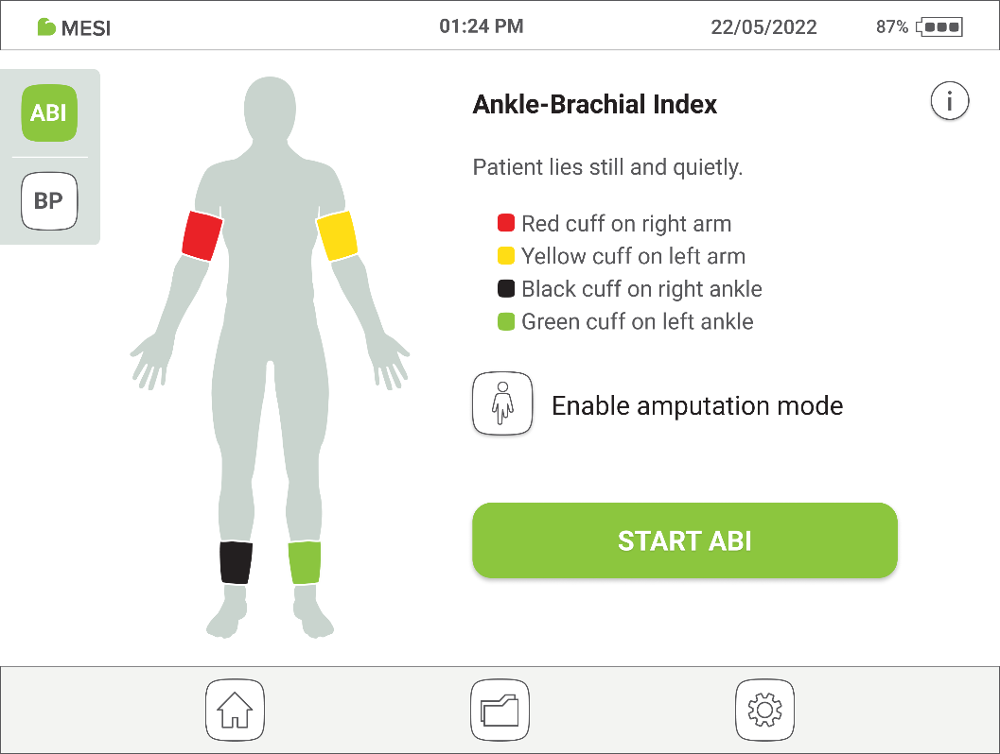 MESI
01:24 PM
22/05/2022
87%
ABI
BP
Ankle-Brachial Index
i
Patient lies still and quietly.
Red cuff on right arm
Yellow cuff on left arm
Black cuff on right ankle
Green cuff on left ankle
Enable amputation mode
START ABI